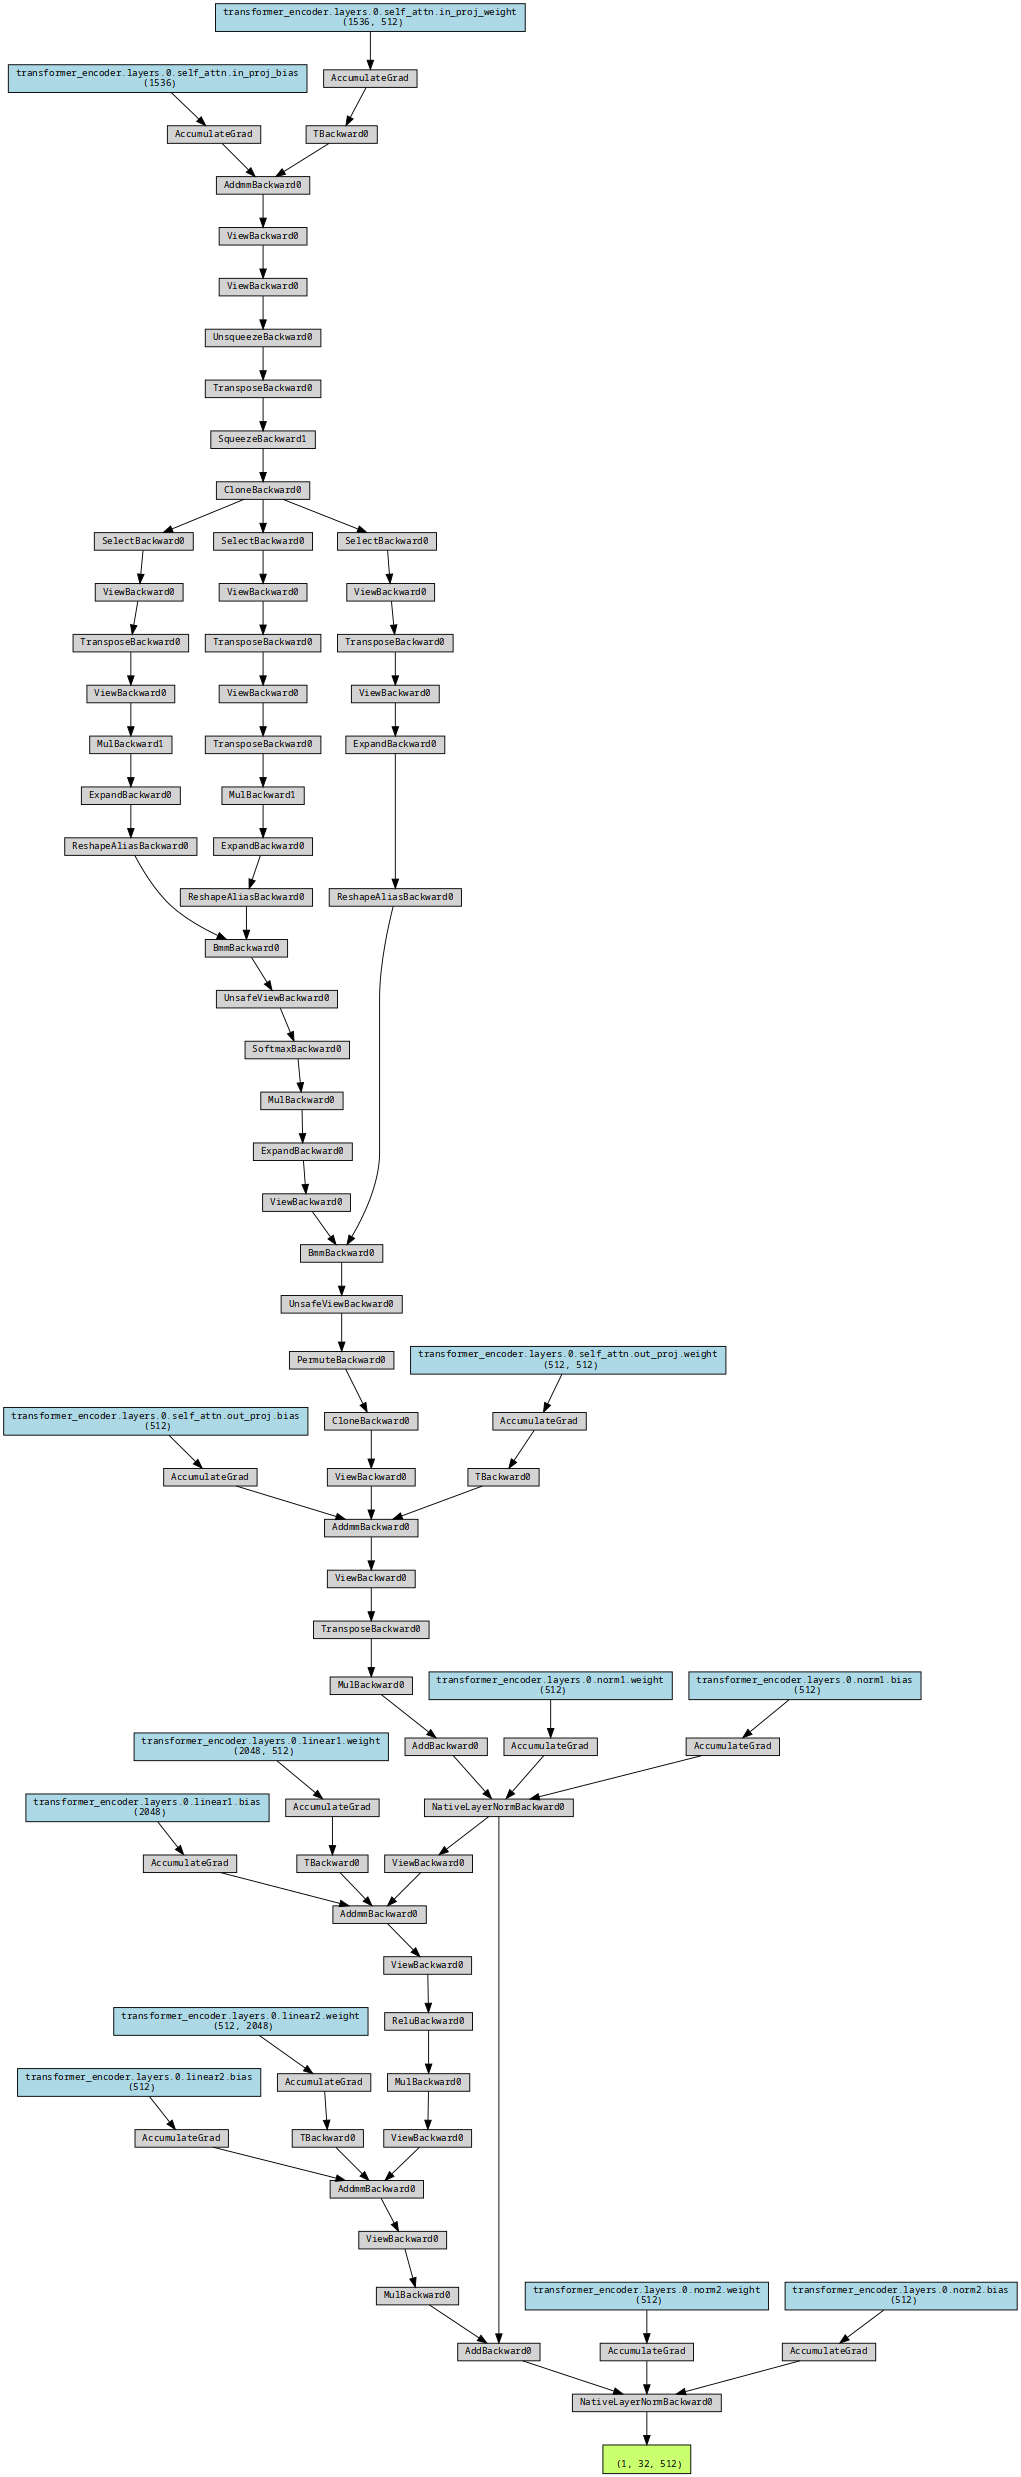 transformer_encoder.layers.0.self_attn.in_proj_weight
(1536, 512)
transformer_encoder.layers.0.self_attn.in_proj_bias
(1536)
AccumulateGrad
AccumulateGrad
TBackward0
AddmmBackward0
ViewBackward0
ViewBackward0
UnsqueezeBackward0
TransposeBackward0
SqueezeBackward1
CloneBackward0
SelectBackward0
SelectBackward0
SelectBackward0
ViewBackward0
ViewBackward0
ViewBackward0
TransposeBackward0
TransposeBackward0
TransposeBackward0
ViewBackward0
ViewBackward0
ViewBackward0
MulBackward1
TransposeBackward0
ExpandBackward0
ExpandBackward0
MulBackward1
ReshapeAliasBackward0
ExpandBackward0
ReshapeAliasBackward0
ReshapeAliasBackward0
BmmBackward0
UnsafeViewBackward0
SoftmaxBackward0
MulBackward0
ExpandBackward0
ViewBackward0
BmmBackward0
UnsafeViewBackward0
PermuteBackward0
transformer_encoder.layers.0.self_attn.out_proj.weight
(512, 512)
transformer_encoder.layers.0.self_attn.out_proj.bias
(512)
CloneBackward0
AccumulateGrad
AccumulateGrad
ViewBackward0
TBackward0
AddmmBackward0
ViewBackward0
TransposeBackward0
MulBackward0
transformer_encoder.layers.0.norm1.weight
(512)
transformer_encoder.layers.0.norm1.bias
(512)
transformer_encoder.layers.0.linear1.weight
(2048, 512)
AddBackward0
AccumulateGrad
AccumulateGrad
transformer_encoder.layers.0.linear1.bias
(2048)
AccumulateGrad
NativeLayerNormBackward0
AccumulateGrad
TBackward0
ViewBackward0
AddmmBackward0
ViewBackward0
transformer_encoder.layers.0.linear2.weight
(512, 2048)
ReluBackward0
transformer_encoder.layers.0.linear2.bias
(512)
AccumulateGrad
MulBackward0
AccumulateGrad
TBackward0
ViewBackward0
AddmmBackward0
ViewBackward0
MulBackward0
transformer_encoder.layers.0.norm2.weight
(512)
transformer_encoder.layers.0.norm2.bias
(512)
AddBackward0
AccumulateGrad
AccumulateGrad
NativeLayerNormBackward0
(1, 32, 512)